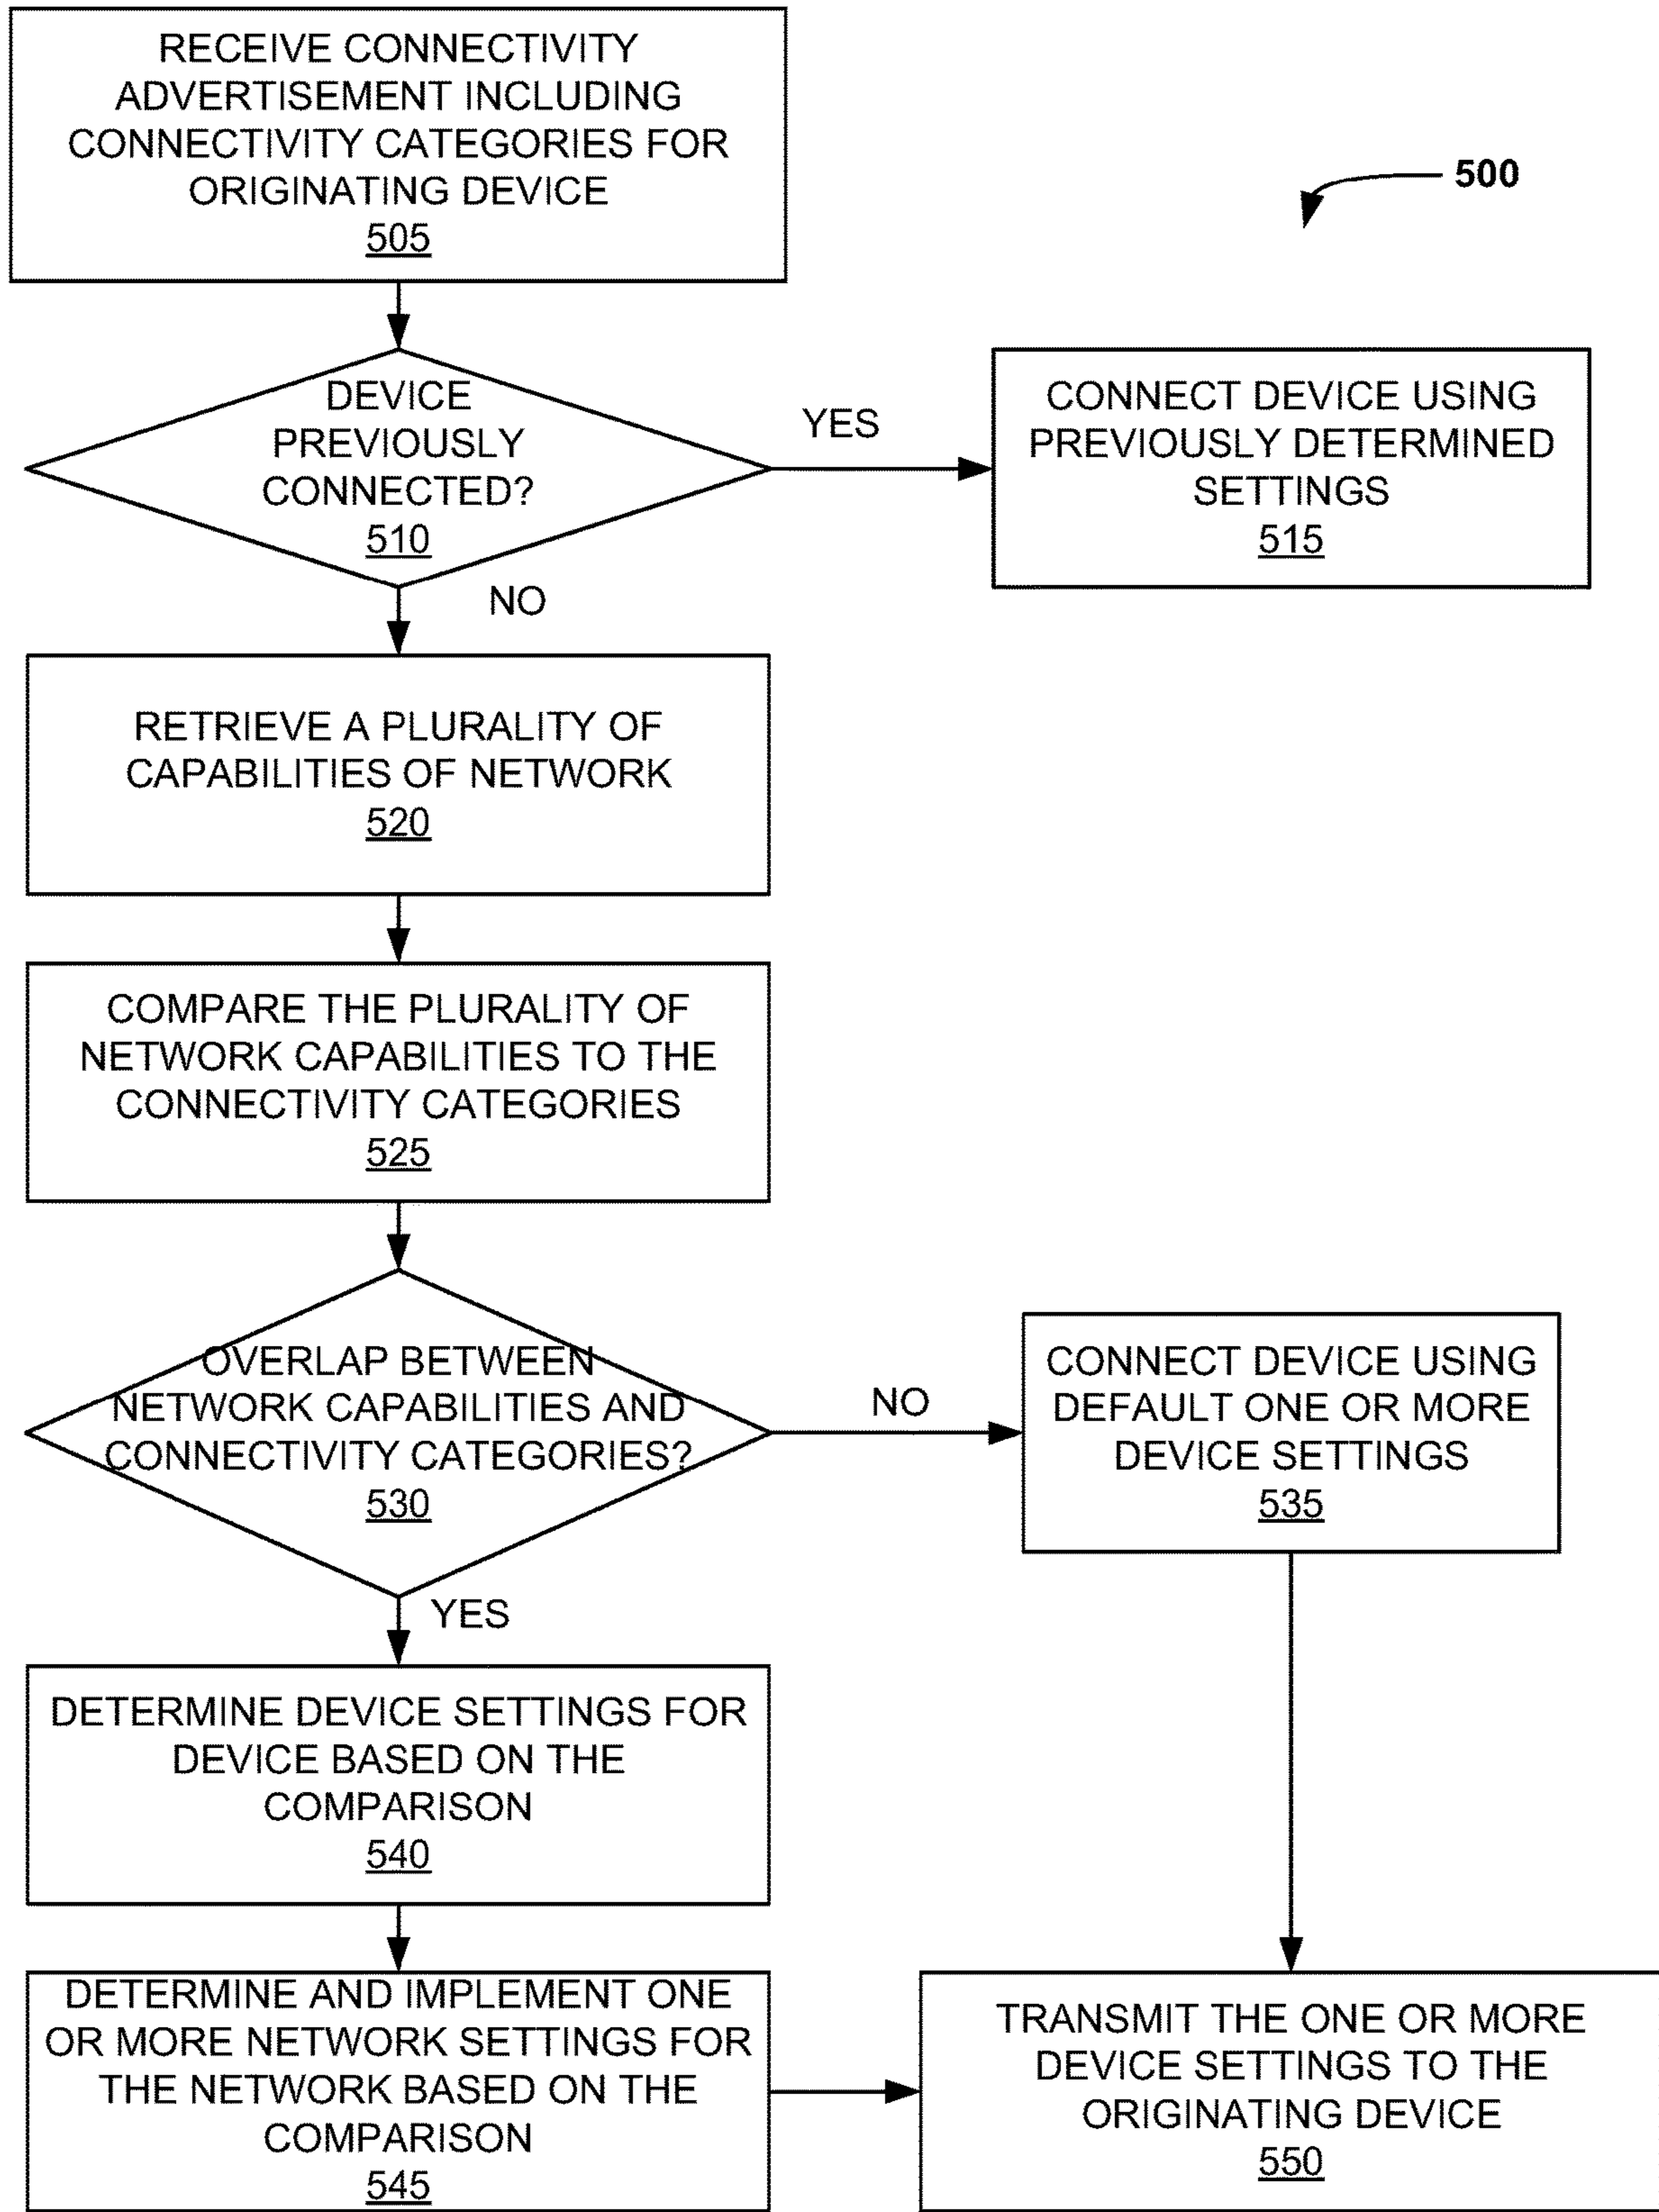 RECEIVE CONNECTIVITY
ADVERTISEMENT INCLUDING
CONNECTIVITY CATEGORIES FOR
ORIGINATING DEVICE
505
500
DEVICE
PREVIOUSLY
CONNECTED?
510
YES
CONNECT DEVICE USING
PREVIOUSLY DETERMINED
SETTINGS
515
NO
RETRIEVE A PLURALITY OF
CAPABILITIES OF NETWORK
520
COMPARE THE PLURALITY OF
NETWORK CAPABILITIES TO THE
CONNECTIVITY CATEGORIES
525
OVERLAP BETWEEN
NETWORK CAPABILITIES AND
CONNECTIVITY CATEGORIES?
530
NO
CONNECT DEVICE USING
DEFAULT ONE OR MORE
DEVICE SETTINGS
535
YES
DETERMINE DEVICE SETTINGS FOR
DEVICE BASED ON THE
COMPARISON
540
DETERMINE AND IMPLEMENT ONE
OR MORE NETWORK SETTINGS FOR
THE NETWORK BASED ON THE
COMPARISON
545
TRANSMIT THE ONE OR MORE
DEVICE SETTINGS TO THE
ORIGINATING DEVICE
550